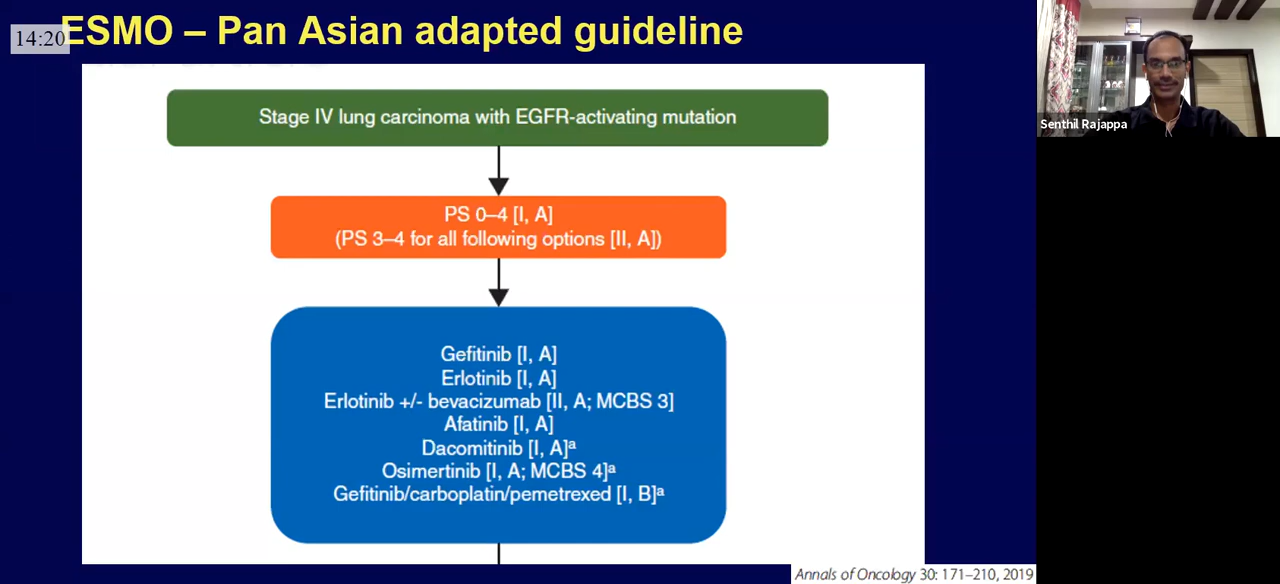 14:20
ESMO – Pan Asian adapted guideline
Senthil Rajappa
Stage IV lung carcinoma with EGFR-activating mutation
PS 0–4 [I, A]
(PS 3–4 for all following options [II, A])
Gefitinib [I, A]
Erlotinib [I, A]
Erlotinib +/- bevacizumab [II, A; MCBS 3]
Afatinib [I, A]
Dacomitinib [I, A]ᵃ
Osimertinib [I, A; MCBS 4]ᵃ
Gefitinib/carboplatin/pemetrexed [I, B]ᵃ
Annals of Oncology 30: 171–210, 2019